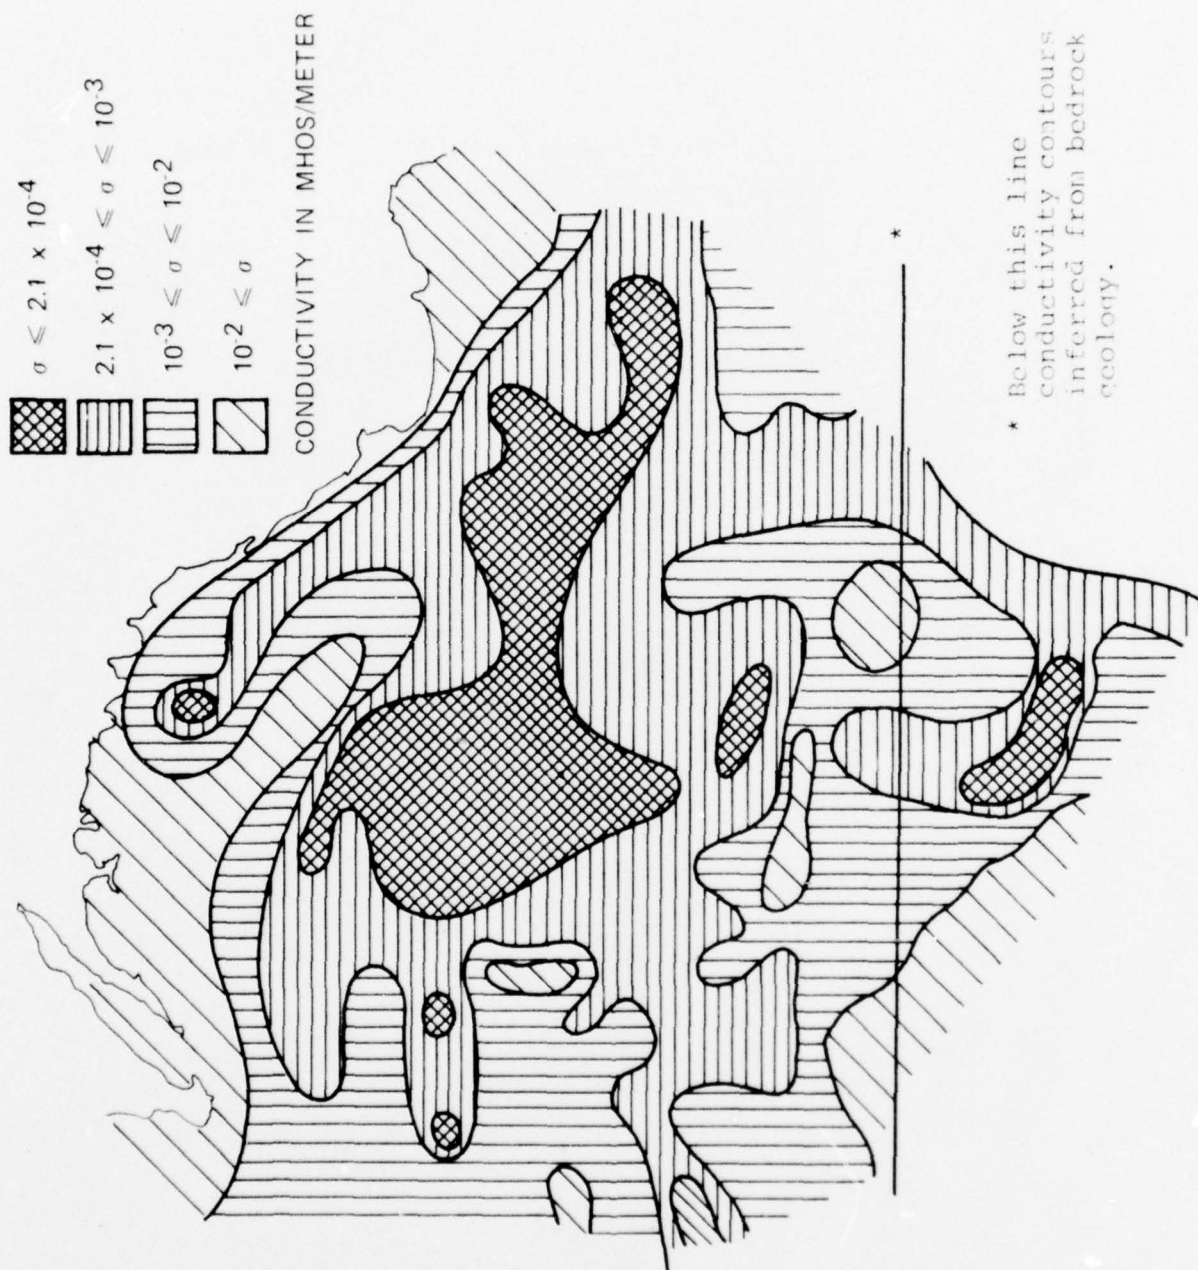 σ ⩽ 2.1 x 10⁻⁴
2.1 x 10⁻⁴ ⩽ σ ⩽ 10⁻³
10⁻³ ⩽ σ ⩽ 10⁻²
10⁻² ⩽ σ
CONDUCTIVITY IN MHOS/METER
*
* Below this line
conductivity contours
inferred from bedrock
geology.